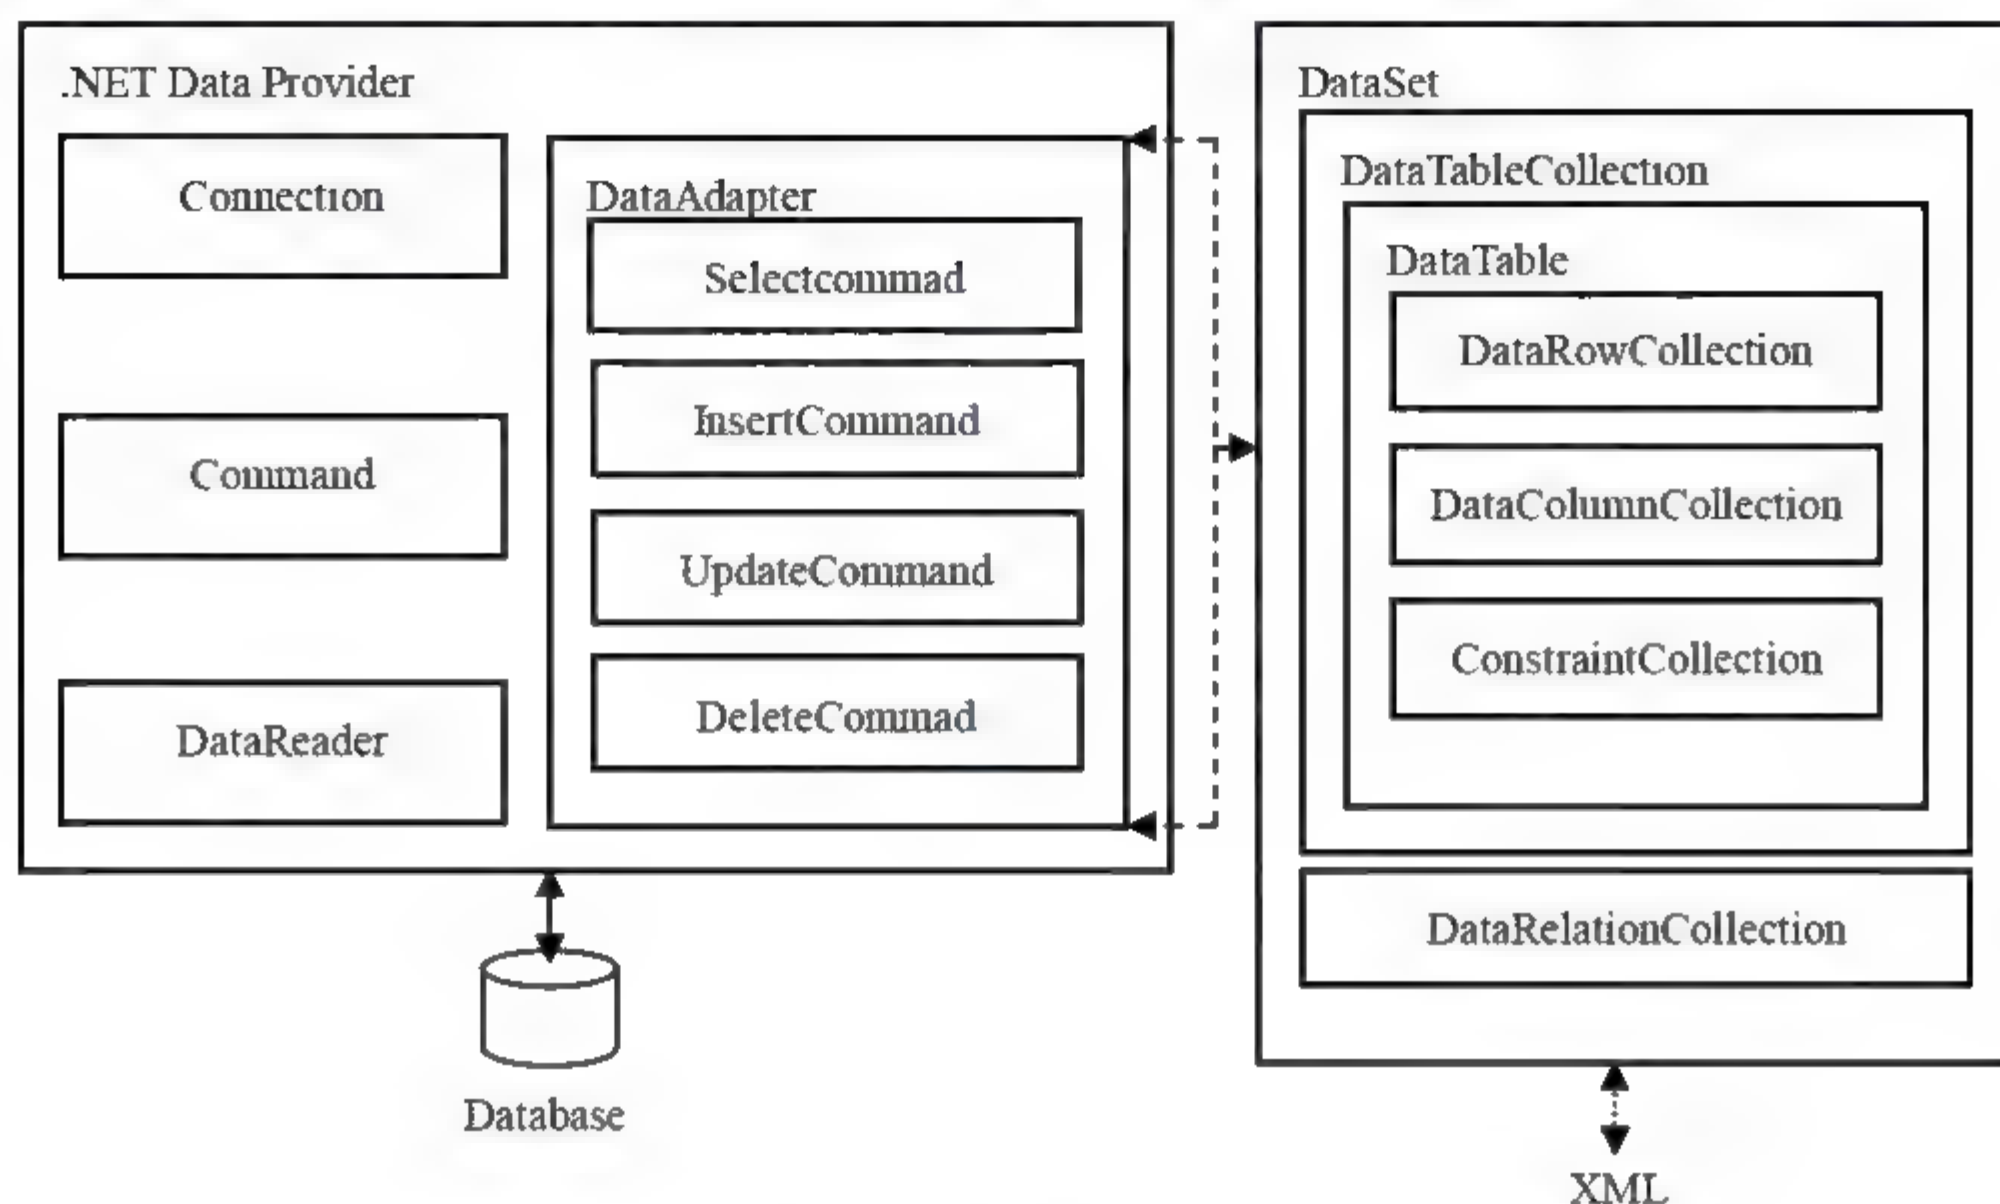 .NET Data Provider
Connection
Command
DataReader
DataAdapter
Selectcommad
InsertCommand
UpdateCommand
DeleteCommad
Database
DataSet
DataTableCollection
DataTable
DataRowCollection
DataColumnCollection
ConstraintCollection
DataRelationCollection
XML